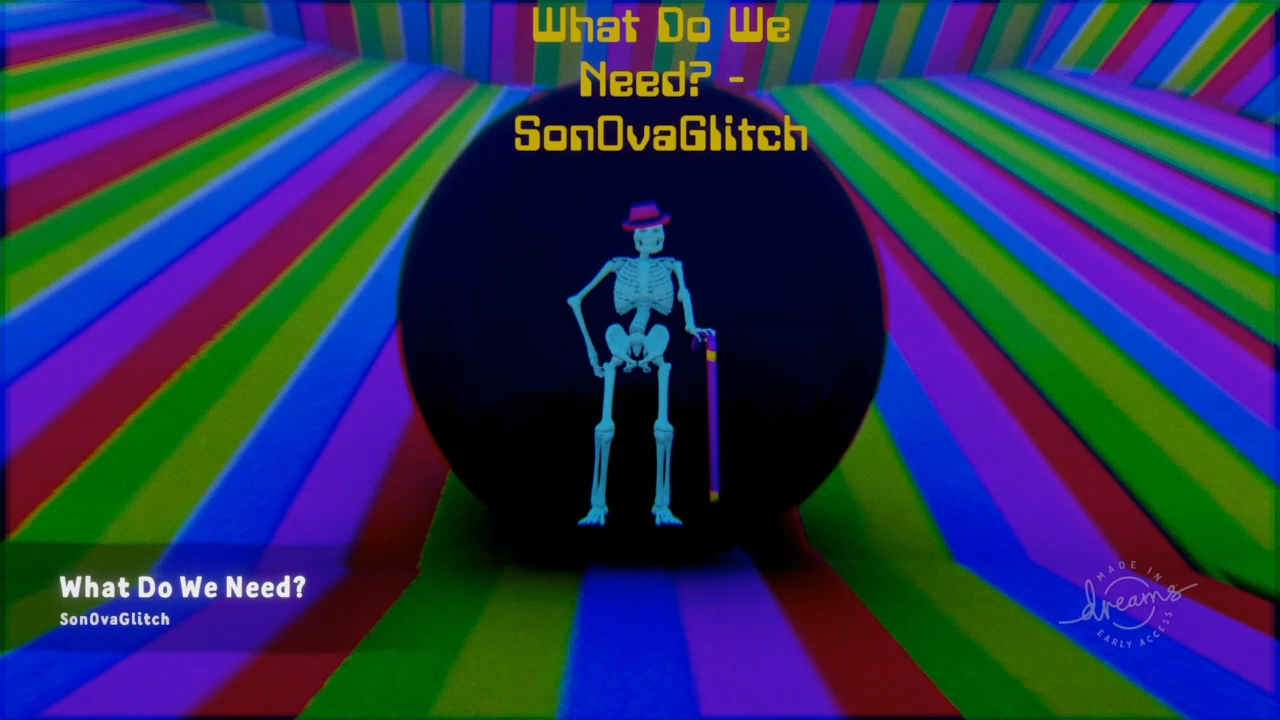 What Do We
Need? -
SonOvaGlitch
What Do We Need?
SonOvaGlitch
MADE IN
dreams
EARLY ACCESS